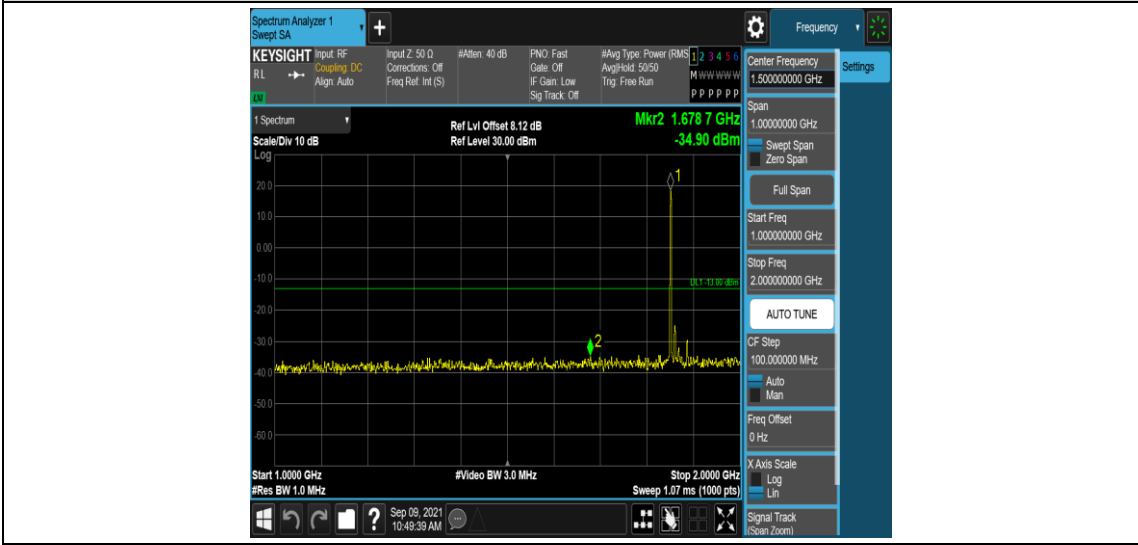 Spectrum Analyzer 1
Swept SA
+
Frequency
KEYSIGHT
RL
Input: RF
Coupling: DC
Align: Auto
Input Z: 50 Ω
Corrections: Off
Freq Ref: Int (S)
#Atten: 40 dB
PNO: Fast
Gate: Off
IF Gain: Low
Sig Track: Off
#Avg Type: Power (RMS
Avg|Hold: 50/50
Trig: Free Run
1 2 3 4 5 6
M W W W W W
P P P P P P
Settings
1 Spectrum
Scale/Div 10 dB
Ref Lvl Offset 8.12 dB
Ref Level 30.00 dBm
Mkr2 1.678 7 GHz
-34.90 dBm
Log
20.0
10.0
0.00
-10.0
-20.0
-30.0
-40.0
-50.0
-60.0
1
2
DL1 -13.00 dBm
Start 1.0000 GHz
#Res BW 1.0 MHz
#Video BW 3.0 MHz
Stop 2.0000 GHz
Sweep 1.07 ms (1000 pts)
Center Frequency
1.500000000 GHz
Span
1.00000000 GHz
Swept Span
Zero Span
Full Span
Start Freq
1.000000000 GHz
Stop Freq
2.000000000 GHz
AUTO TUNE
CF Step
100.000000 MHz
Auto
Man
Freq Offset
0 Hz
X Axis Scale
Log
Lin
Signal Track
(Span Zoom)
?
Sep 09, 2021
10:49:39 AM